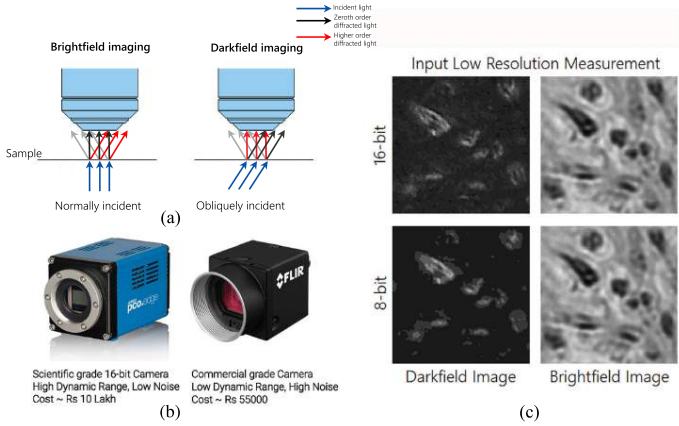 Incident light
Zeroth order
diffracted light
Higher order
diffracted light
Brightfield imaging
Darkfield imaging
Sample
Normally incident
Obliquely incident
(a)
pco.edge
FLIR
Scientific grade 16-bit Camera
High Dynamic Range, Low Noise
Cost ~ Rs 10 Lakh
Commercial grade Camera
Low Dynamic Range, High Noise
Cost ~ Rs 55000
(b)
Input Low Resolution Measurement
16-bit
8-bit
Darkfield Image
Brightfield Image
(c)